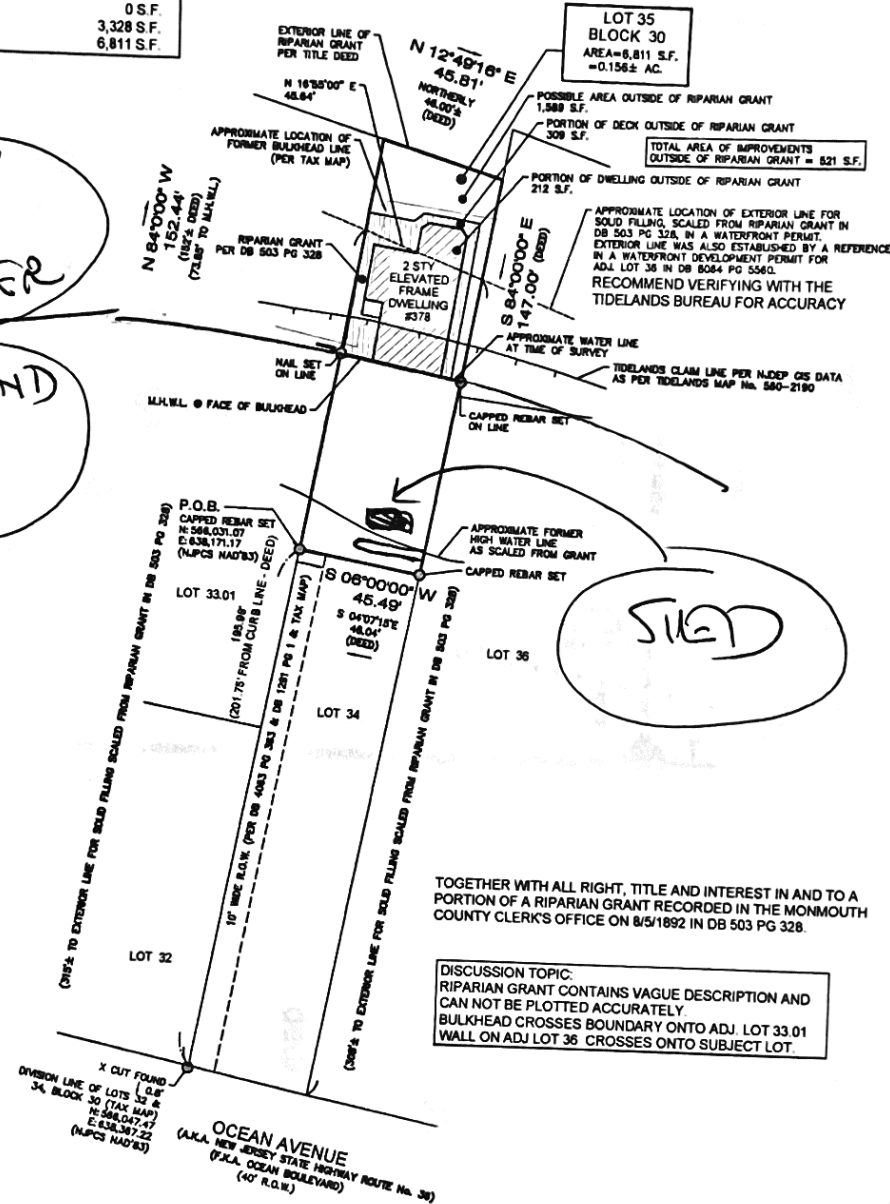 0 S.F.
3,328 S.F.
6,811 S.F.
LOT 35
BLOCK 30
AREA=6,811 S.F.
=0.156± AC.
EXTERIOR LINE OF
RIPARIAN GRANT
PER TITLE DEED
N 12°49'16" E
45.81'
NORTHERLY
46.00'±
(DEED)
N 16°55'00" E
45.64'
POSSIBLE AREA OUTSIDE OF RIPARIAN GRANT
1,589 S.F.
PORTION OF DECK OUTSIDE OF RIPARIAN GRANT
309 S.F.
TOTAL AREA OF IMPROVEMENTS
OUTSIDE OF RIPARIAN GRANT = 521 S.F.
APPROXIMATE LOCATION OF
FORMER BULKHEAD LINE
(PER TAX MAP)
PORTION OF DWELLING OUTSIDE OF RIPARIAN GRANT
212 S.F.
N 84°00'00" W
152.44'
(152'± DEED)
(73.85' TO M.H.W.L.)
RIPARIAN GRANT
PER DB 503 PG 328
2 STY
ELEVATED
FRAME
DWELLING
#378
S 84°00'00" E
147.00' (DEED)
APPROXIMATE LOCATION OF EXTERIOR LINE FOR
SOLID FILLING, SCALED FROM RIPARIAN GRANT IN
DB 503 PG 328, IN A WATERFRONT PERMIT.
EXTERIOR LINE WAS ALSO ESTABLISHED BY A REFERENCE
IN A WATERFRONT DEVELOPMENT PERMIT FOR
ADJ. LOT 36 IN DB 6064 PG 5560.
RECOMMEND VERIFYING WITH THE
TIDELANDS BUREAU FOR ACCURACY
ER
ND
APPROXIMATE WATER LINE
AT TIME OF SURVEY
NAIL SET
ON LINE
TIDELANDS CLAIM LINE PER NJDEP GIS DATA
AS PER TIDELANDS MAP No. 580-2190
M.H.W.L. @ FACE OF BULKHEAD
CAPPED REBAR SET
ON LINE
P.O.B.
CAPPED REBAR SET
N: 566,031.07
E: 638,171.17
(NJPCS NAD'83)
APPROXIMATE FORMER
HIGH WATER LINE
AS SCALED FROM GRANT
CAPPED REBAR SET
S 06°00'00" W
45.49'
S 04°07'15"E
46.04'
(DEED)
SHED
LOT 33.01
195.98'
(201.75' FROM CURB LINE - DEED)
LOT 36
LOT 34
(315'± TO EXTERIOR LINE FOR SOLID FILLING SCALED FROM RIPARIAN GRANT IN DB 503 PG 328)
10' WIDE R.O.W. (PER DB 4083 PG 383 & DB 1291 PG 1 & TAX MAP)
(308'± TO EXTERIOR LINE FOR SOLID FILLING SCALED FROM RIPARIAN GRANT IN DB 503 PG 328)
LOT 32
TOGETHER WITH ALL RIGHT, TITLE AND INTEREST IN AND TO A
PORTION OF A RIPARIAN GRANT RECORDED IN THE MONMOUTH
COUNTY CLERK'S OFFICE ON 8/5/1892 IN DB 503 PG 328.
DISCUSSION TOPIC:
RIPARIAN GRANT CONTAINS VAGUE DESCRIPTION AND
CAN NOT BE PLOTTED ACCURATELY.
BULKHEAD CROSSES BOUNDARY ONTO ADJ. LOT 33.01
WALL ON ADJ LOT 36 CROSSES ONTO SUBJECT LOT.
X CUT FOUND
0.8'
DIVISION LINE OF LOTS 32 &
34, BLOCK 30 (TAX MAP)
N: 566,047.47
E: 638,367.22
(NJPCS NAD'83)
OCEAN AVENUE
(A.K.A. NEW JERSEY STATE HIGHWAY ROUTE No. 36)
(F.K.A. OCEAN BOULEVARD)
(40' R.O.W.)